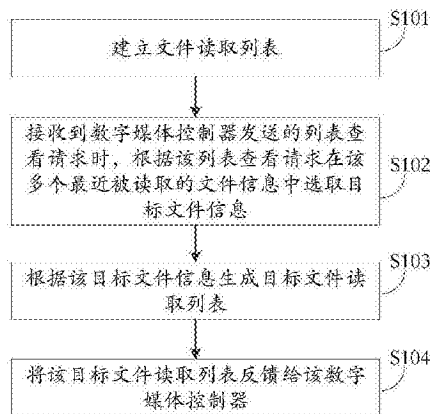 S101
建立文件读取列表
接收到数字媒体控制器发送的列表查
看请求时，根据该列表查看请求在该
多个最近被读取的文件信息中选取目
标文件信息
S102
根据该目标文件信息生成目标文件读
取列表
S103
将该目标文件读取列表反馈给该数字
媒体控制器
S104